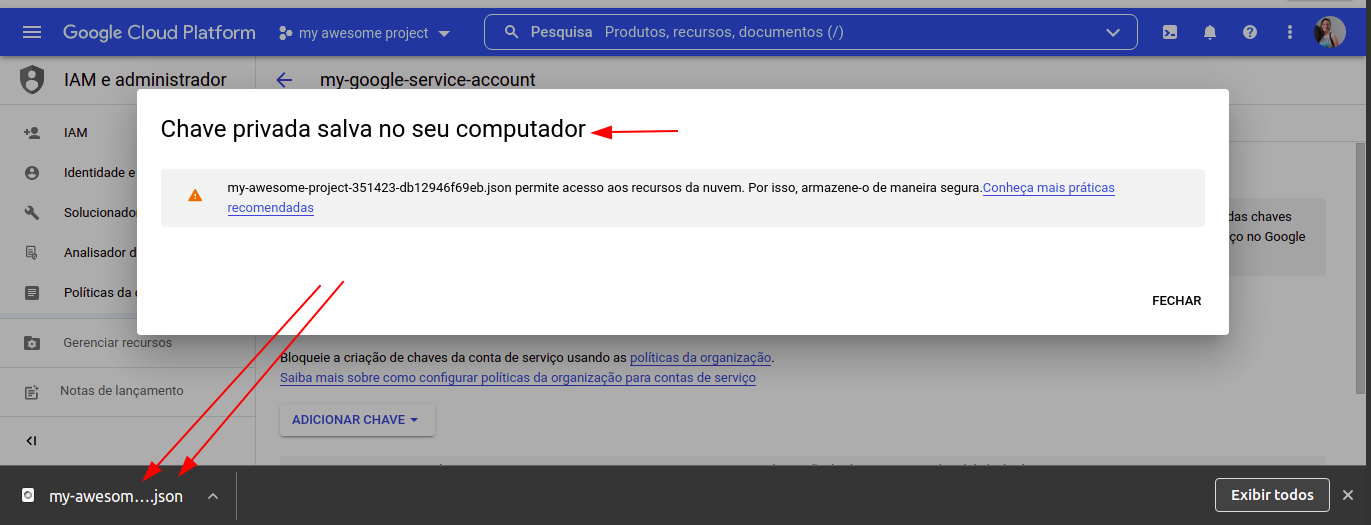 Google Cloud Platform
my awesome project
Pesquisa Produtos, recursos, documentos (/)
IAM e administrador
my-google-service-account
IAM
Identidade e
Solucionado
Analisador d
Políticas da
Gerenciar recursos
Notas de lançamento
Chave privada salva no seu computador
my-awesome-project-351423-db12946f69eb.json permite acesso aos recursos da nuvem. Por isso, armazene-o de maneira segura.Conheça mais práticas
recomendadas
FECHAR
das chaves
ço no Google
Bloqueie a criação de chaves da conta de serviço usando as políticas da organização.
Saiba mais sobre como configurar políticas da organização para contas de serviço
ADICIONAR CHAVE
my-awesom....json
Exibir todos